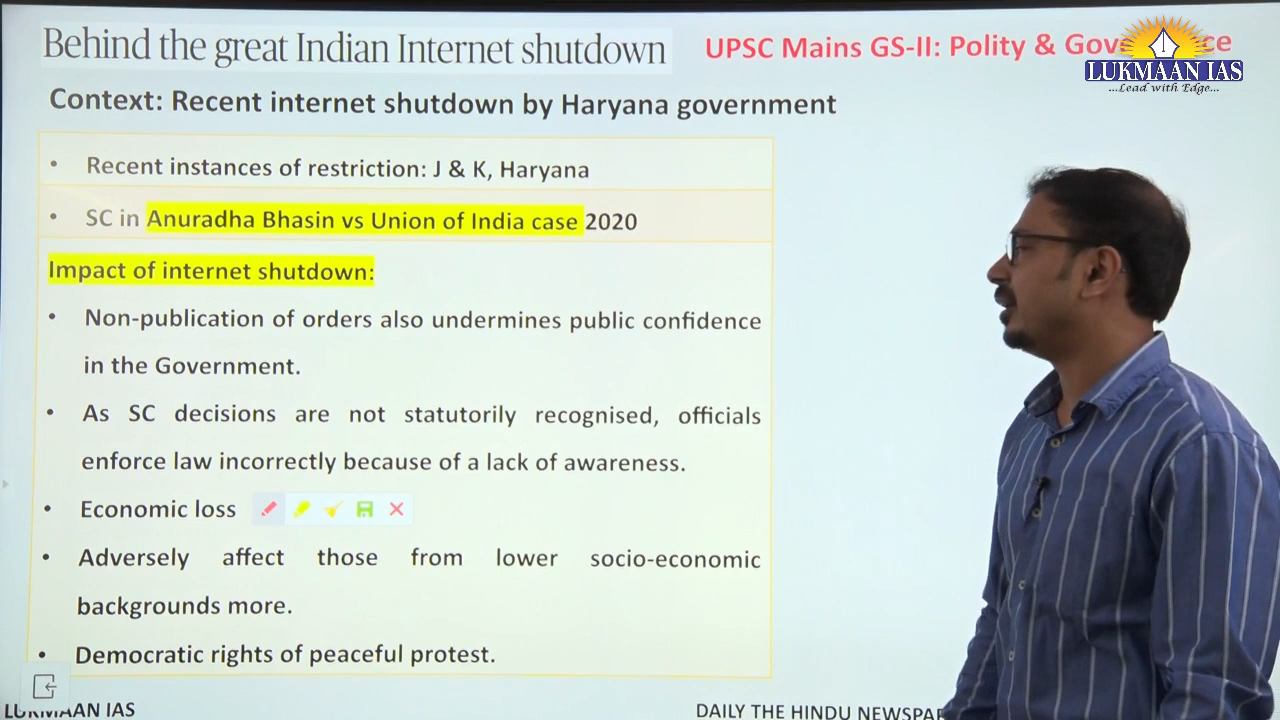 Behind the great Indian Internet shutdown
UPSC Mains GS-II: Polity & Gov ce
LUKMAAN IAS
...Lead with Edge...
Context: Recent internet shutdown by Haryana government
• Recent instances of restriction: J & K, Haryana
• SC in Anuradha Bhasin vs Union of India case 2020
Impact of internet shutdown:
• Non-publication of orders also undermines public confidence
in the Government.
• As SC decisions are not statutorily recognised, officials
enforce law incorrectly because of a lack of awareness.
• Economic loss
• Adversely affect those from lower socio-economic
backgrounds more.
• Democratic rights of peaceful protest.
LUKMAAN IAS
DAILY THE HINDU NEWSPAP